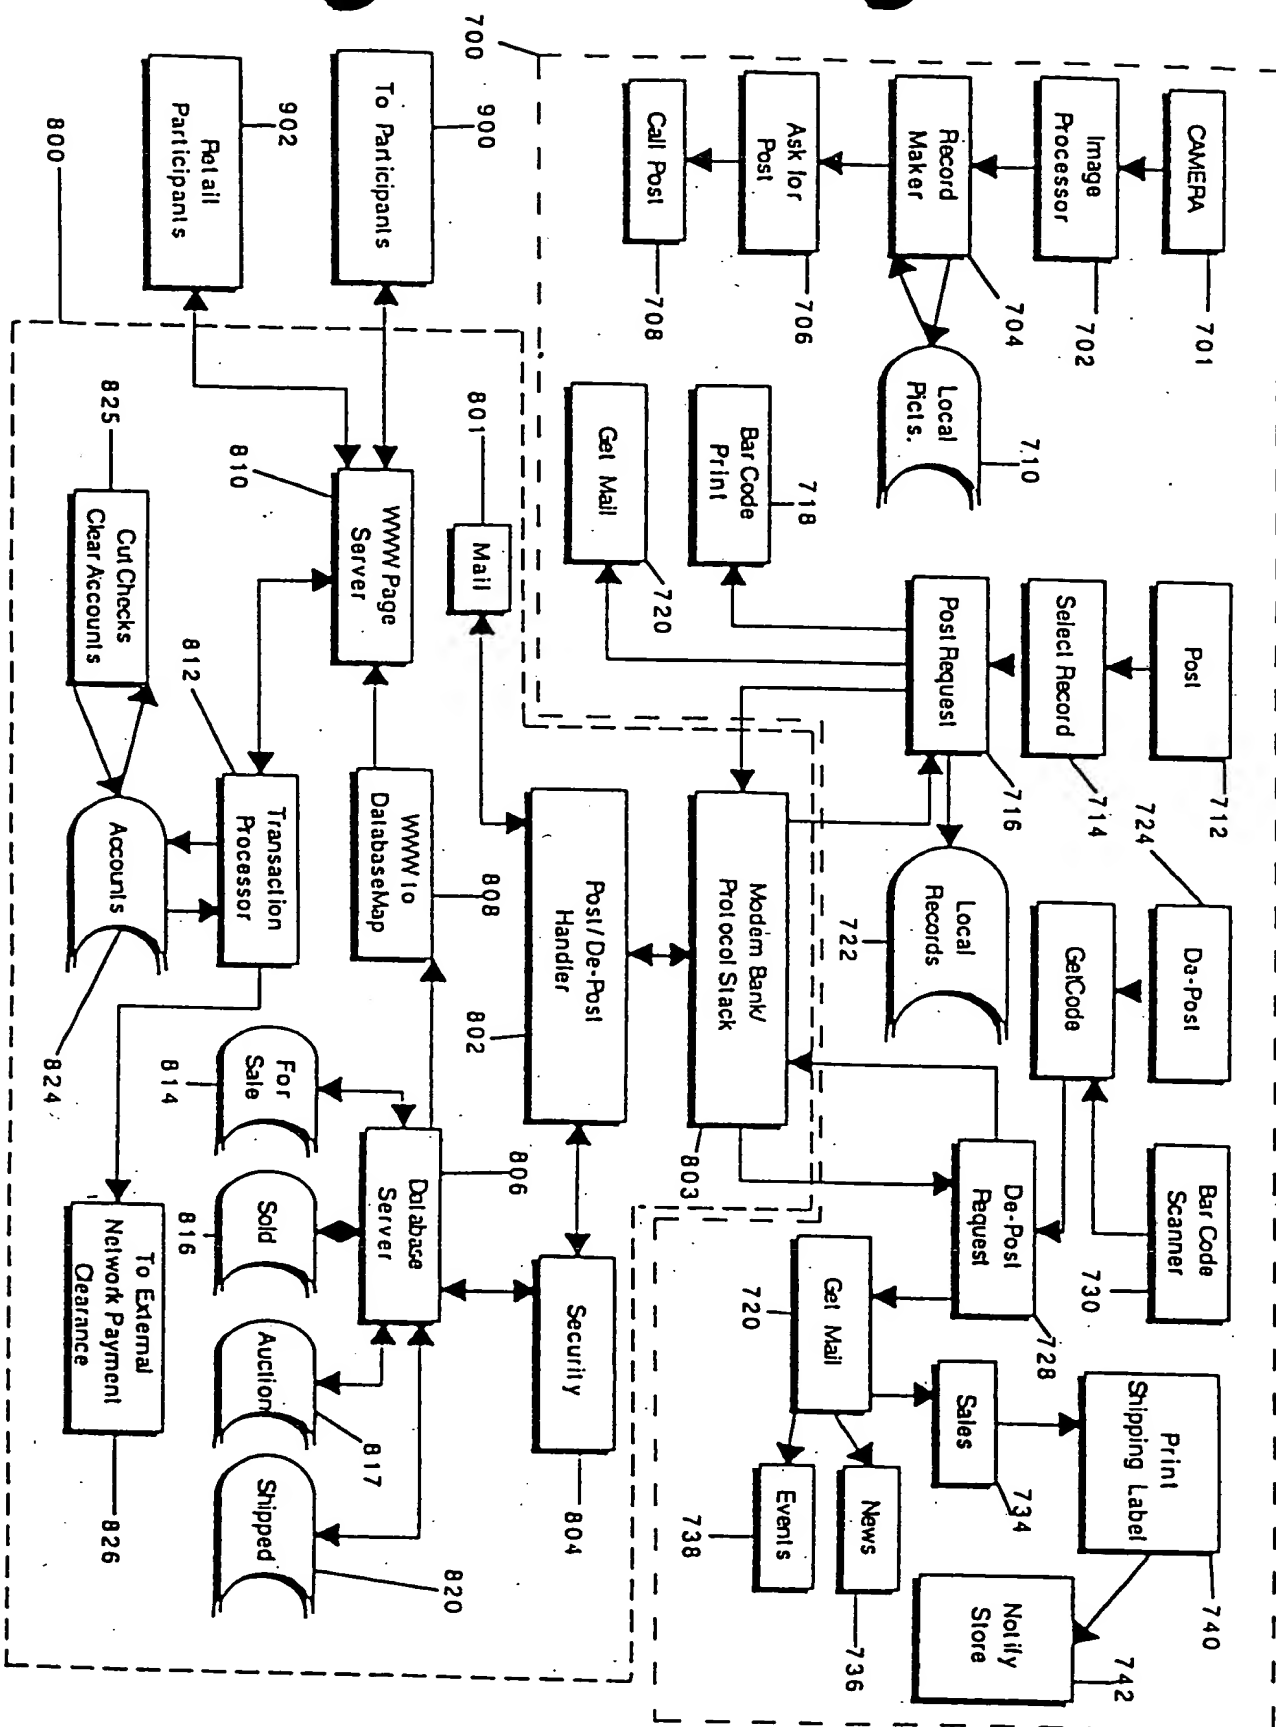 700
CAMERA
701
Image
Processor
702
Record
Maker
704
Local
Picts.
710
Ask for
Post
706
Call Post
708
Post
712
Select Record
714
Post Request
716
Bar Code
Print
718
Get Mail
720
Local
Records
722
De-Post
724
GetCode
Bar Code
Scanner
730
De-Post
Request
728
Get Mail
720
Sales
734
News
736
Events
738
Print
Shipping Label
740
Notify
Store
742
Modem Bank/
Protocol Stack
803
800
To Participants
900
Retail
Participants
902
Mail
801
Post/De-Post
Handler
802
Security
804
WWW Page
Server
810
WWW to
Database Map
808
Database
Server
806
Cut Checks
Clear Accounts
825
Transaction
Processor
812
Accounts
824
For
Sale
814
Sold
816
Auction
817
Shipped
820
To External
Network Payment
Clearance
826